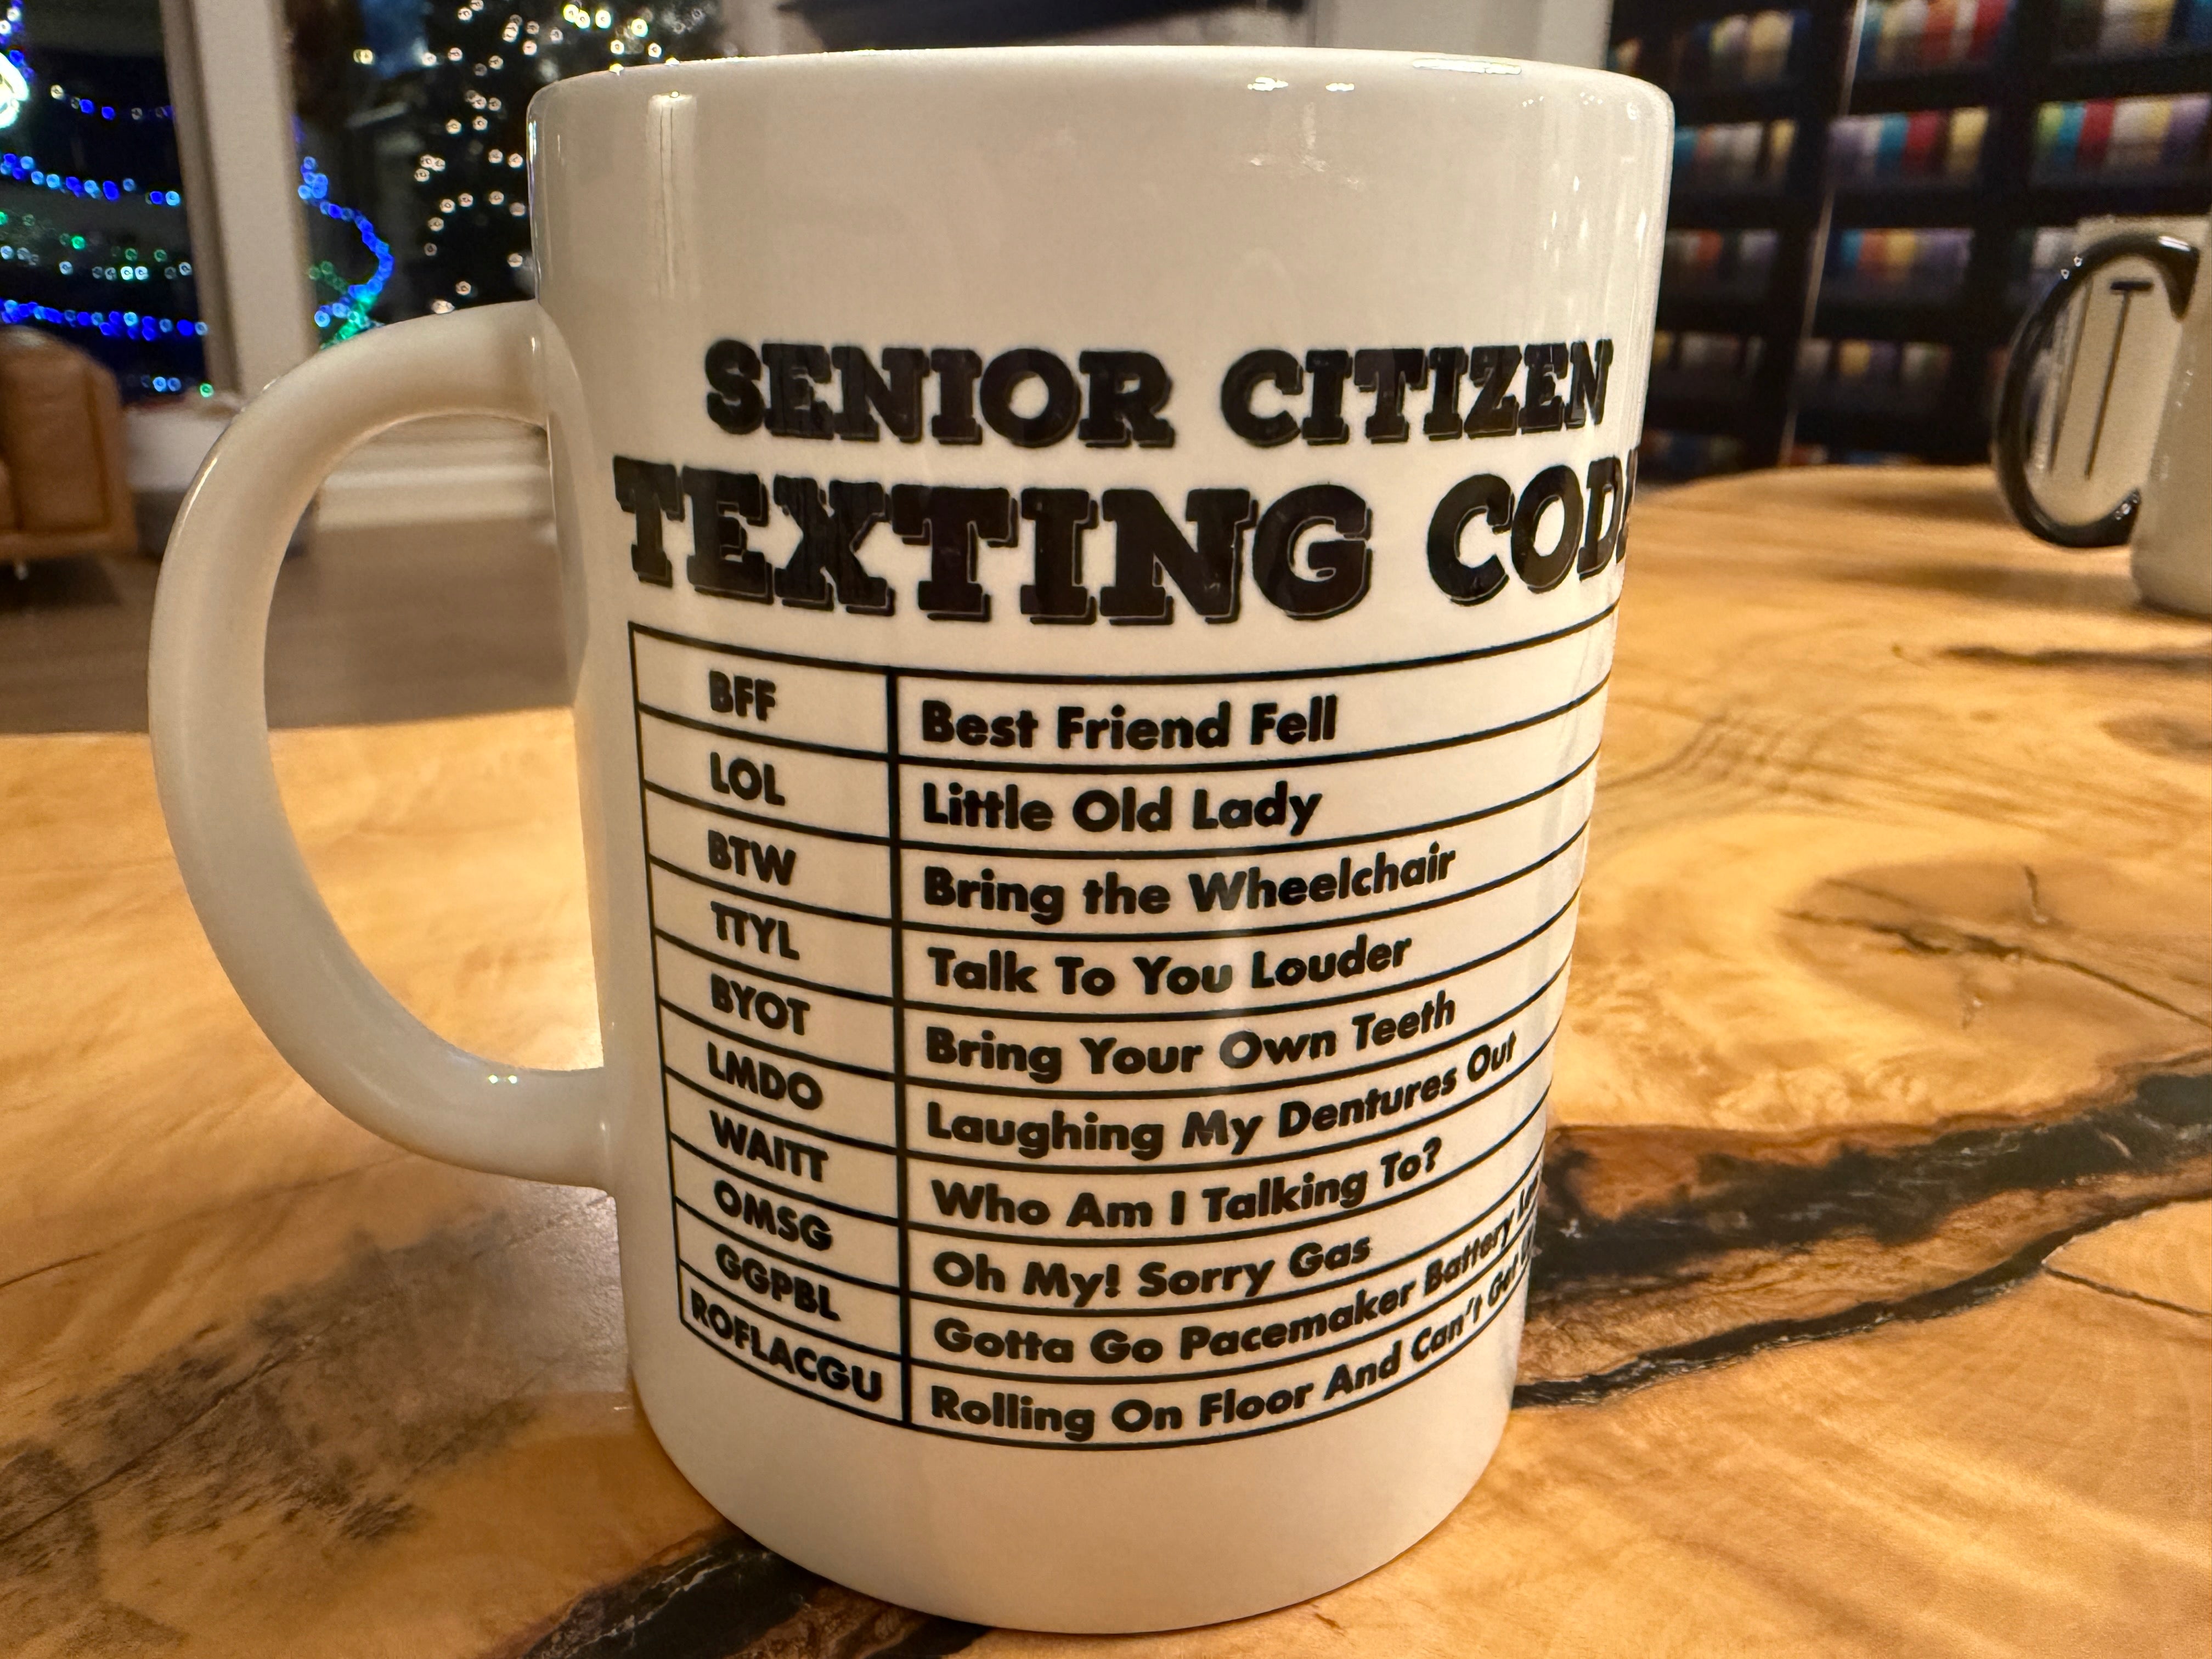 SENIOR CITIZEN
TEXTING
BFF Best Friend Fell
LOL Little Old Lady
BTW Bring the Wheelchair
TTYL Talk To You Louder
BYOT Bring Your Own Teeth
LMDO Laughing My Dentures Out
WAITT Who Am I Talking To?
OMSG Oh My! Sorry Gas
GGPBL Gotta Go Pacemaker Battery
ROFLACGU Rolling On Floor And Can't Get